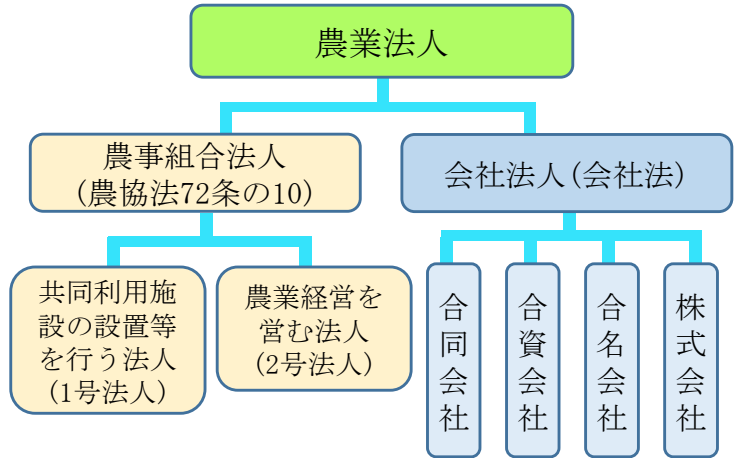 農業法人
農事組合法人
(農協法72条の10)
会社法人(会社法)
共同利用施
設の設置等
を行う法人
(1号法人)
農業経営を
営む法人
(2号法人)
合同会社
合資会社
合名会社
株式会社